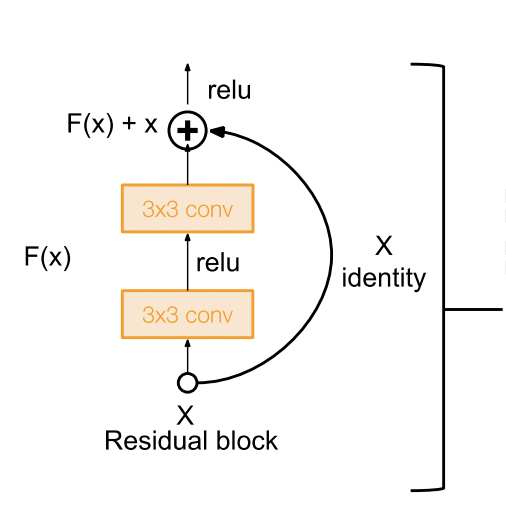 relu
F(x) + x
3x3 conv
F(x)
relu
X
identity
3x3 conv
X
Residual block